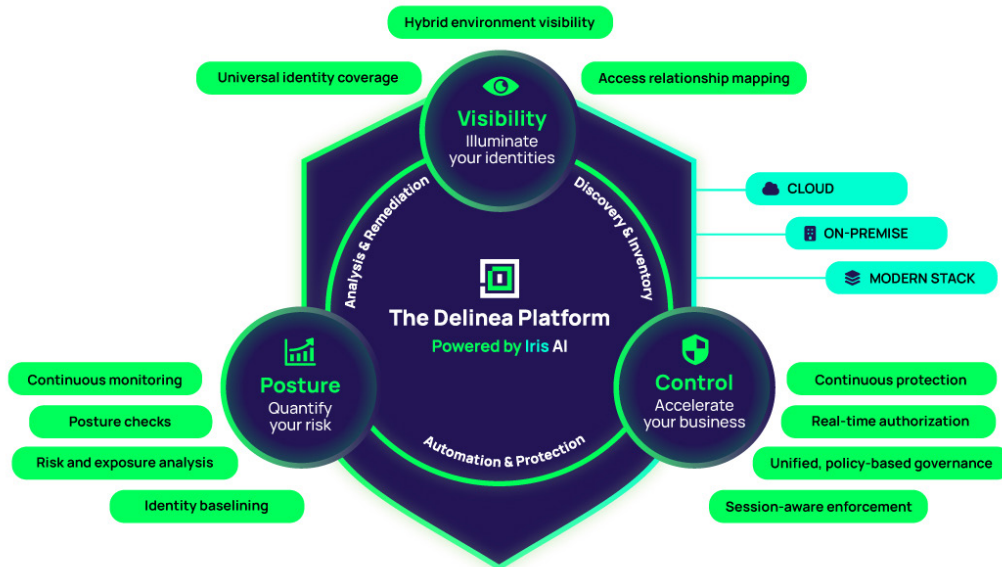 Hybrid environment visibility
Universal identity coverage
Access relationship mapping
Visibility
Illuminate
your identities
CLOUD
ON-PREMISE
MODERN STACK
Analysis & Remediation
Discovery & Inventory
The Delinea Platform
Powered by Iris AI
Posture
Quantify
your risk
Control
Accelerate
your business
Automation & Protection
Continuous monitoring
Posture checks
Risk and exposure analysis
Identity baselining
Continuous protection
Real-time authorization
Unified, policy-based governance
Session-aware enforcement